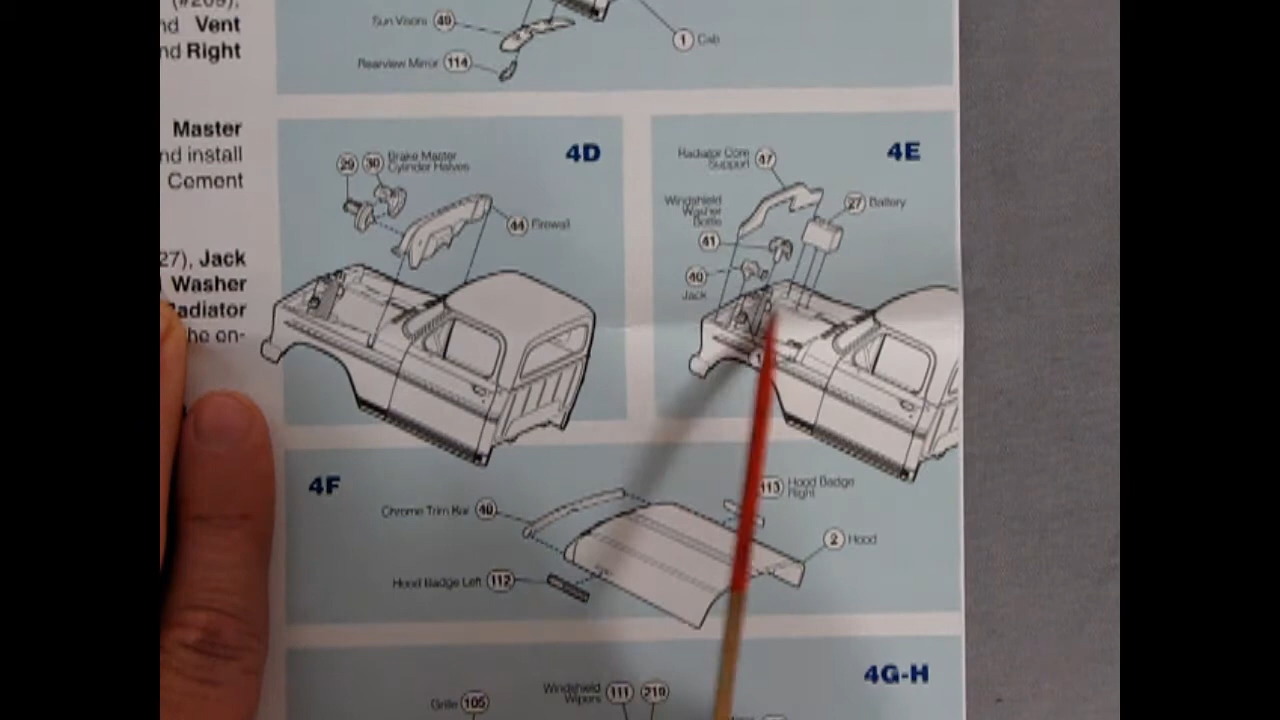 (#209),
nd Vent
nd Right
Master
nd install
Cement
27), Jack
Washer
Radiator
he en-
Sun Visors 49
1 Cab
Rearview Mirror 114
4D
29 30 Brake Master
Cylinder Halves
44 Firewall
4E
Radiator Core
Support 47
Windshield
Washer
Bottle
27 Battery
41
40
Jack
4F
Chrome Trim Bar 40
113 Hood Badge
Right
2 Hood
Hood Badge Left 112
4G-H
Windshield
Wipers 111 210
Grille 105